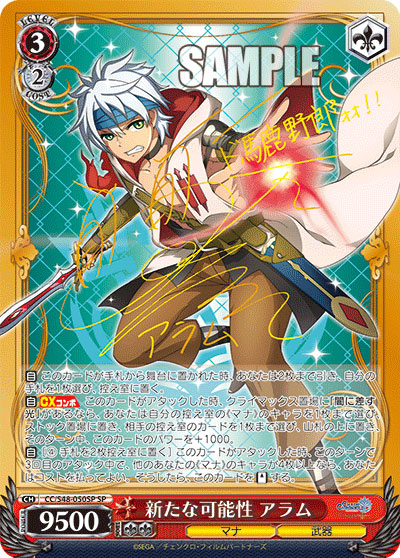 LEVEL
3
2
COST
SAMPLE
ド馬鹿野郎ォォ!!
アラム
自 このカードが手札から舞台に置かれた時、あなたは2枚まで引き、自分の
手札を1枚選び、控え室に置く。
自 CXコンボ このカードがアタックした時、クライマックス置場に「闇に差す
光」があるなら、あなたは自分の控え室の《マナ》のキャラを1枚まで選び
ストック置場に置き、相手の控え室のカードを1枚まで選び、山札の上に置き、
そのターン中、このカードのパワーを+1000。
自 [④ 手札を2枚控え室に置く] このカードがアタックした時、このターンで
3回目のアタック中で、他のあなたの《マナ》のキャラが4枚以上なら、あなたは
コストを払ってよい。そうしたら、このカードを
CH
CC/S48-050SP SP
9500
POWER
新たな可能性 アラム
マナ
武器
©SEGA/チェンクロ・フィルムパートナーズ